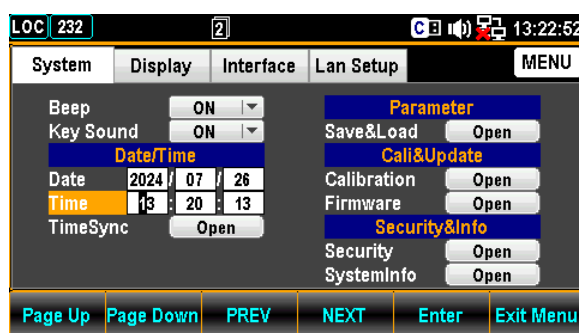 LOC 232 2 C 13:22:52
System Display Interface Lan Setup MENU
Beep ON
Key Sound ON
Date/Time
Date 2024 / 07 / 26
Time 13 : 20 : 13
TimeSync Open
Parameter
Save&Load Open
Cali&Update
Calibration Open
Firmware Open
Security&Info
Security Open
SystemInfo Open
Page Up Page Down PREV NEXT Enter Exit Menu